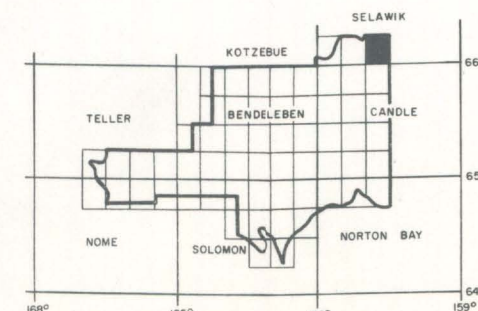 SELAWIK
KOTZEBUE
66
TELLER BENDELEBEN CANDLE
65
NOME SOLOMON NORTON BAY
64
168° 159°